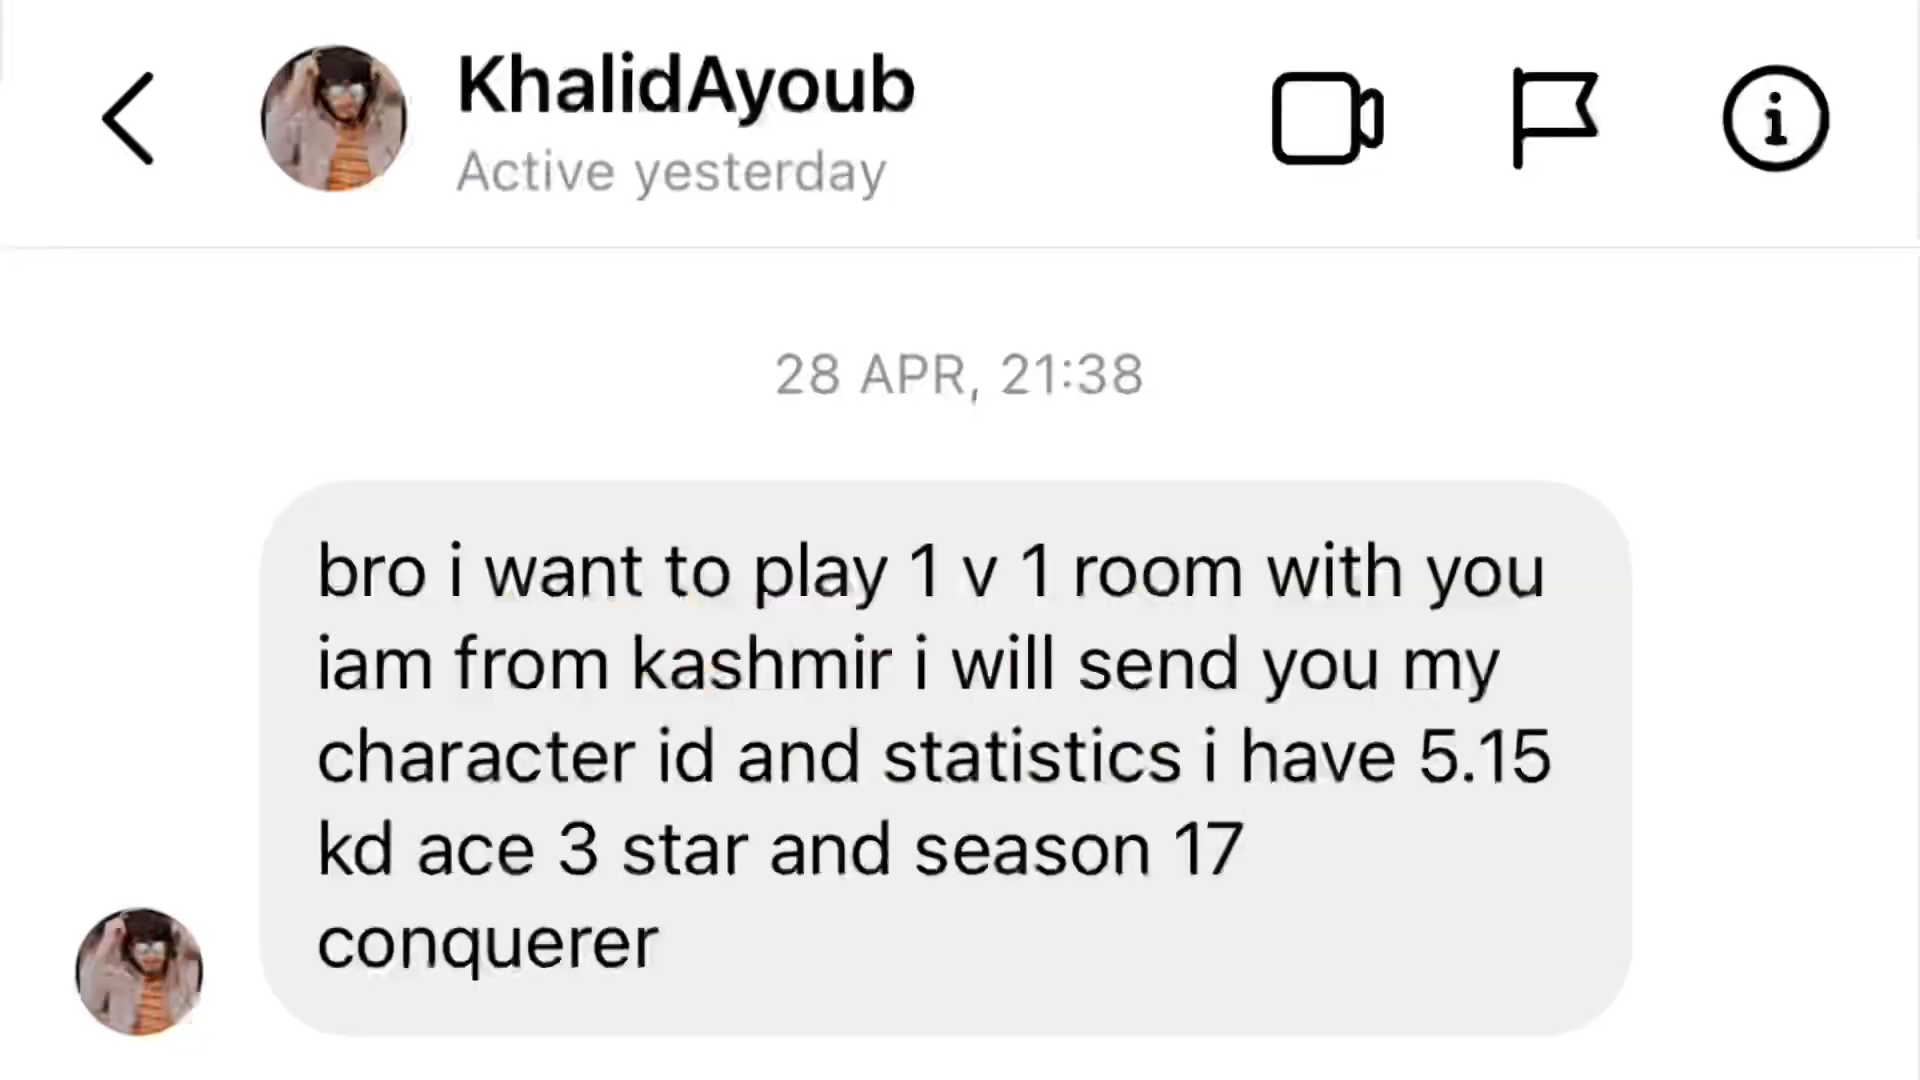 KhalidAyoub
Active yesterday
28 APR, 21:38
bro i want to play 1 v 1 room with you
iam from kashmir i will send you my
character id and statistics i have 5.15
kd ace 3 star and season 17
conquerer